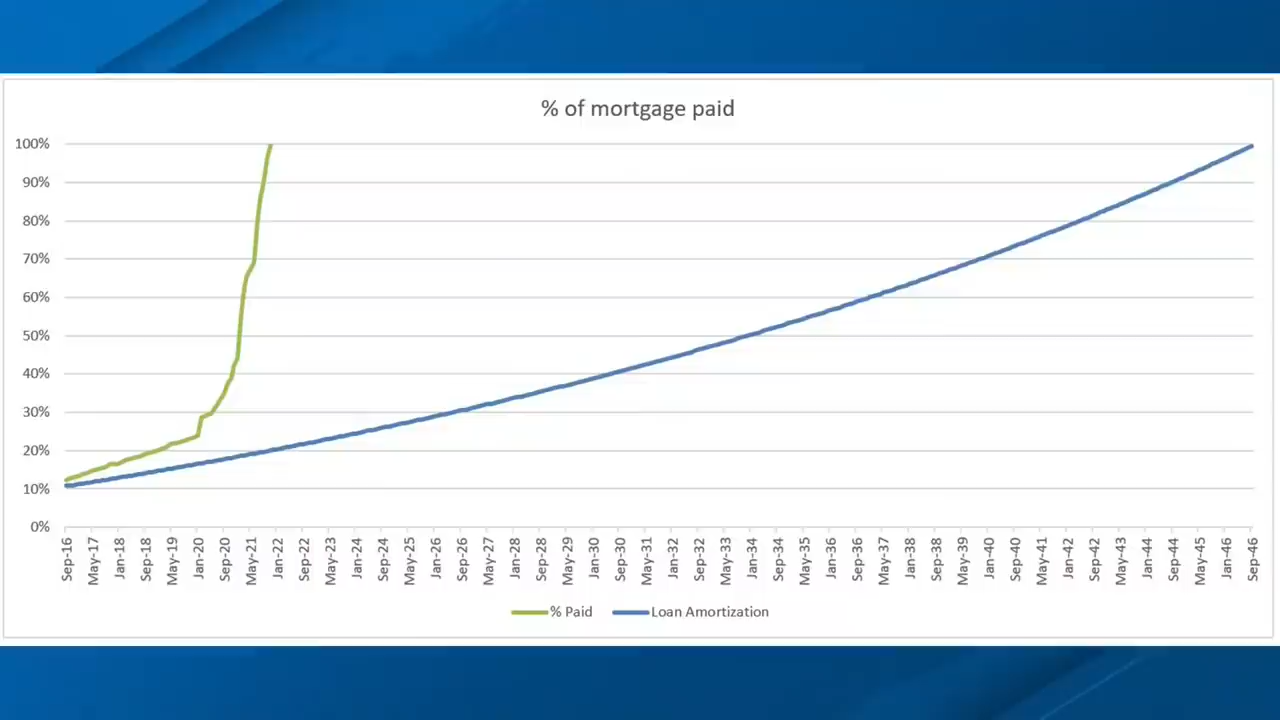 % of mortgage paid
100%
90%
80%
70%
60%
50%
40%
30%
20%
10%
0%
Sep-16
May-17
Jan-18
Sep-18
May-19
Jan-20
Sep-20
May-21
Jan-22
Sep-22
May-23
Jan-24
Sep-24
May-25
Jan-26
Sep-26
May-27
Jan-28
Sep-28
May-29
Jan-30
Sep-30
May-31
Jan-32
Sep-32
May-33
Jan-34
Sep-34
May-35
Jan-36
Sep-36
May-37
Jan-38
Sep-38
May-39
Jan-40
Sep-40
May-41
Jan-42
Sep-42
May-43
Jan-44
Sep-44
May-45
Jan-46
Sep-46
% Paid
Loan Amortization